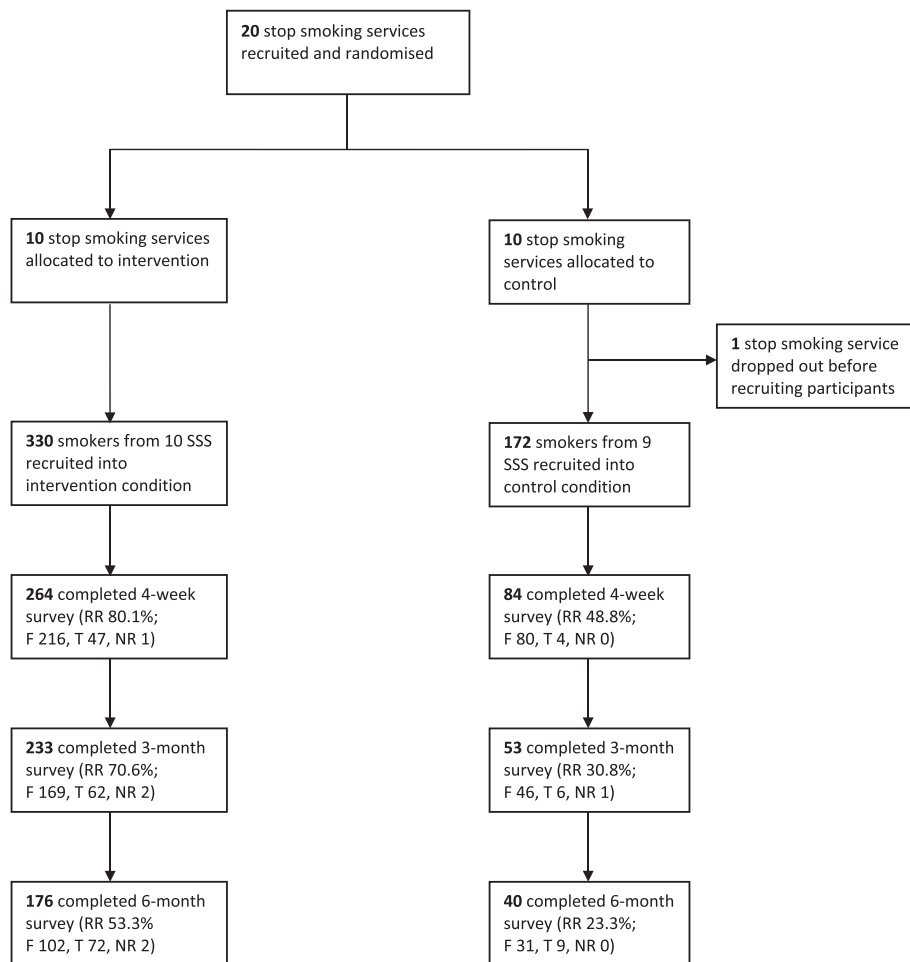 20 stop smoking services
recruited and randomised
10 stop smoking services
allocated to intervention
10 stop smoking
services allocated to
control
1 stop smoking service
dropped out before
recruiting participants
330 smokers from 10 SSS
recruited into
intervention condition
172 smokers from 9
SSS recruited into
control condition
264 completed 4-week
survey (RR 80.1%;
F 216, T 47, NR 1)
84 completed 4-week
survey (RR 48.8%;
F 80, T 4, NR 0)
233 completed 3-month
survey (RR 70.6%;
F 169, T 62, NR 2)
53 completed 3-month
survey (RR 30.8%;
F 46, T 6, NR 1)
176 completed 6-month
survey (RR 53.3%
F 102, T 72, NR 2)
40 completed 6-month
survey (RR 23.3%;
F 31, T 9, NR 0)